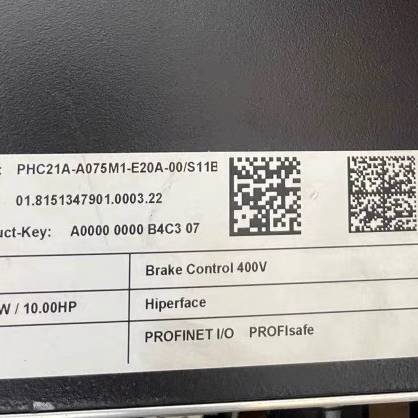 : PHC21A-A075M1-E20A-00/S11E
01.8151347901.0003.22
uct-Key: A0000 0000 B4C3 07
Brake Control 400V
W / 10.00HP Hiperface
PROFINET I/O PROFIsafe